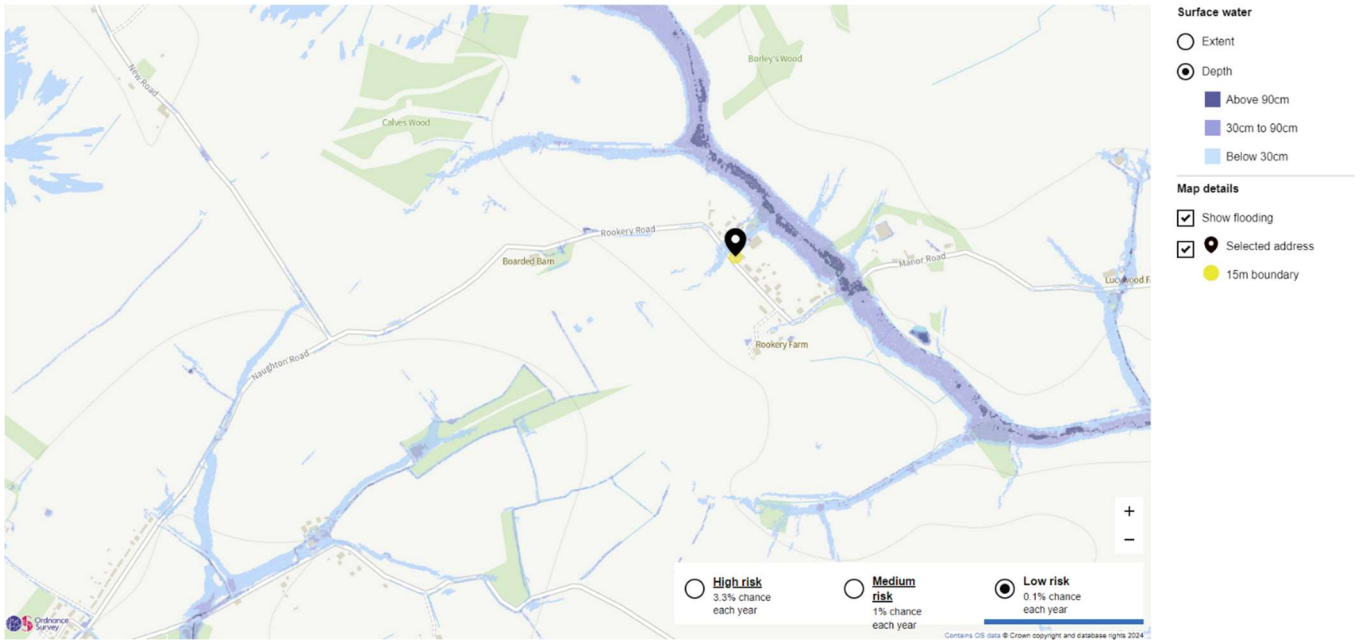 New Road
Borley's Wood
Calves Wood
Rookery Road
Boarded Barn
Manor Road
Rookery Farm
Naughton Road
Surface water
Extent
Depth
Above 90cm
30cm to 90cm
Below 30cm
Map details
Show flooding
Selected address
15m boundary
+
−
High risk
3.3% chance
each year
Medium
risk
1% chance
each year
Low risk
0.1% chance
each year
Ordnance
Survey
Contains OS data © Crown copyright and database rights 2024